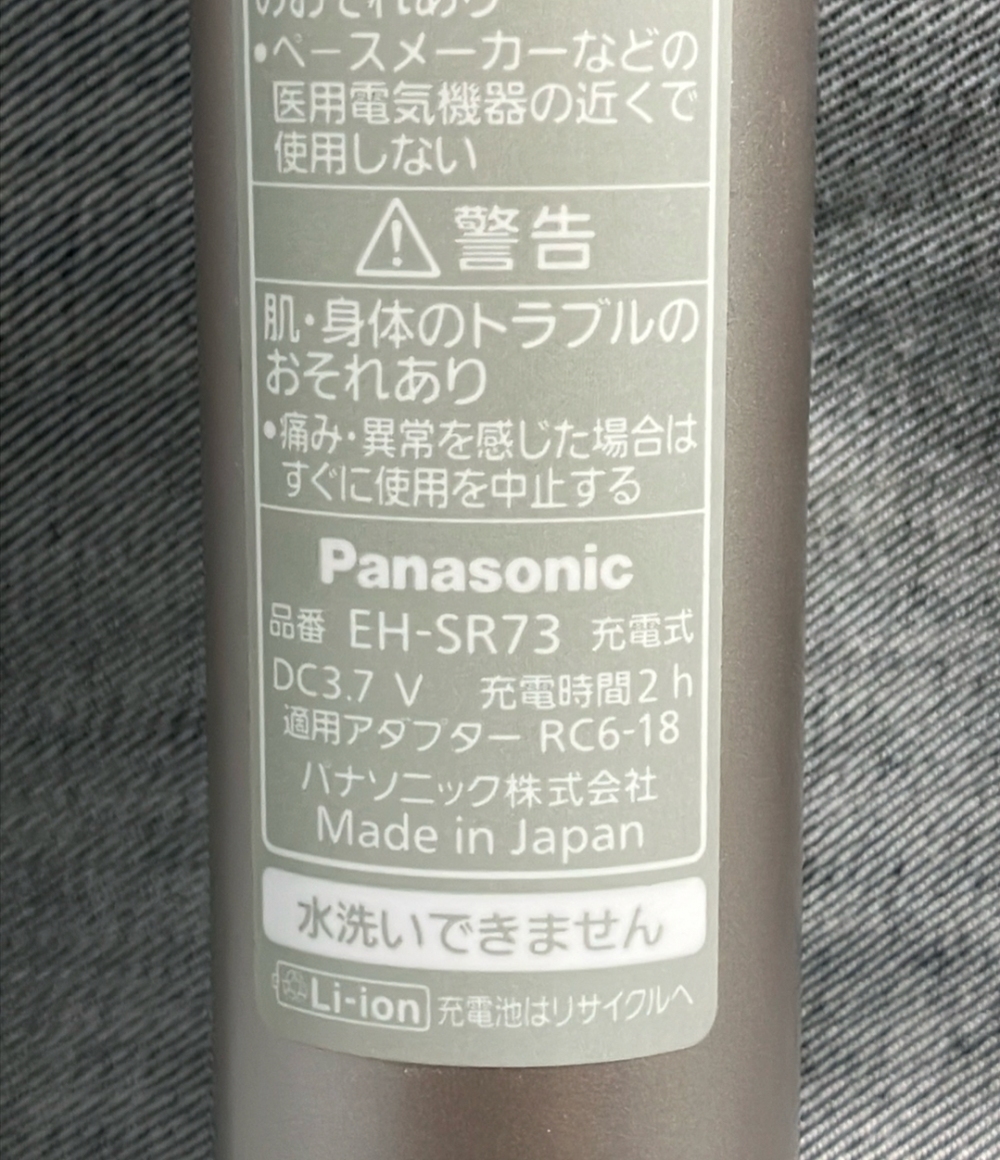 のおそれあり
•ペースメーカーなどの
医用電気機器の近くで
使用しない
警告
肌・身体のトラブルの
おそれあり
•痛み・異常を感じた場合は
すぐに使用を中止する
Panasonic
品番 EH-SR73 充電式
DC3.7 V 充電時間2 h
適用アダプター RC6-18
パナソニック株式会社
Made in Japan
水洗いできません
Li-ion 充電池はリサイクルへ